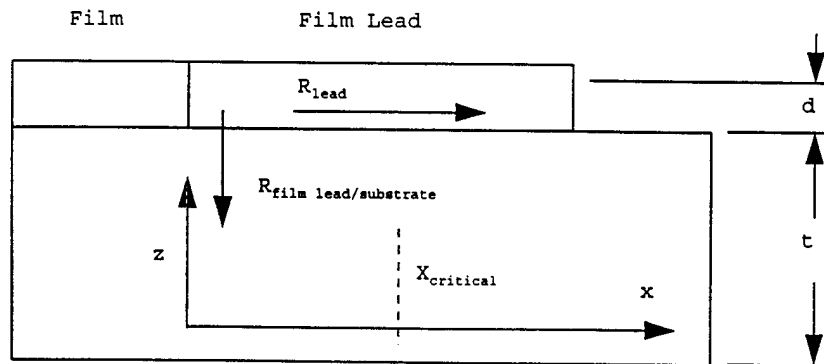 Film
Film Lead
R_lead
d
R_film lead/substrate
t
z
X_critical
x